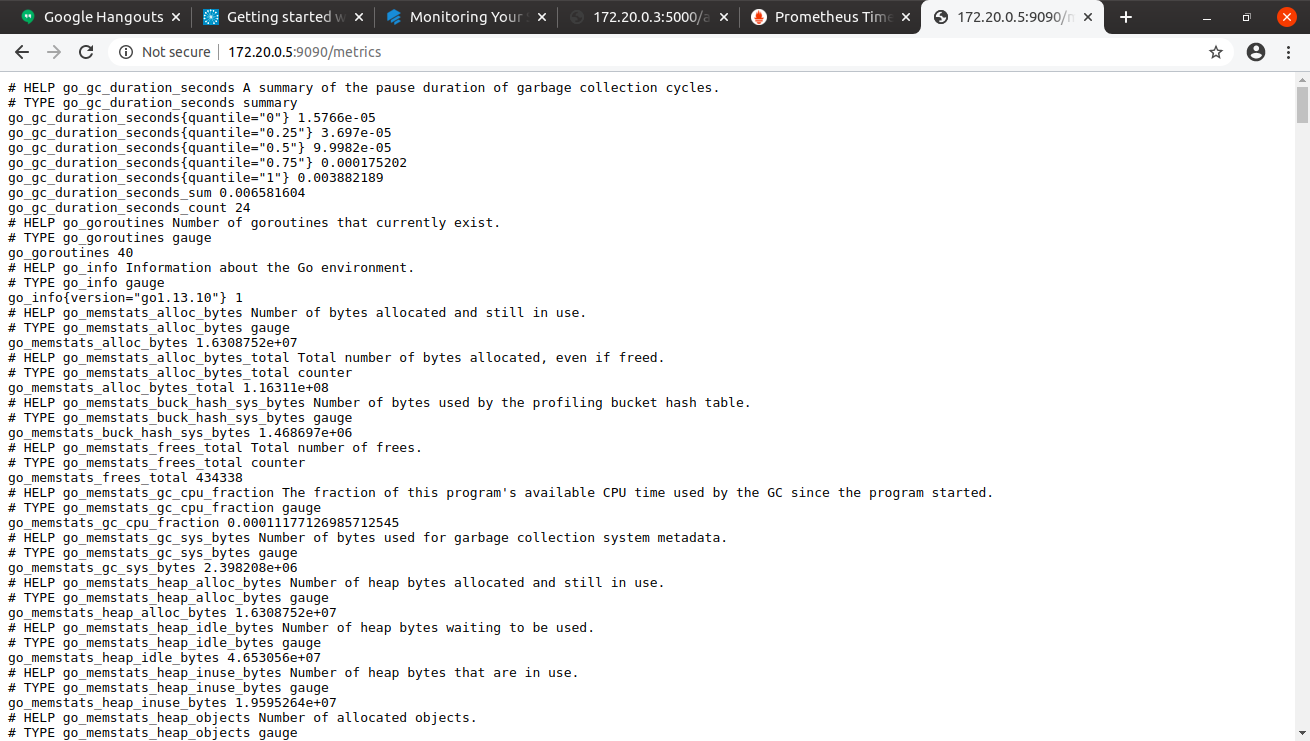 Google Hangouts
Getting started w
Monitoring Your
172.20.0.3:5000/a
Prometheus Time
172.20.0.5:9090/m
Not secure
172.20.0.5:9090/metrics
# HELP go_gc_duration_seconds A summary of the pause duration of garbage collection cycles.
# TYPE go_gc_duration_seconds summary
go_gc_duration_seconds{quantile="0"} 1.5766e-05
go_gc_duration_seconds{quantile="0.25"} 3.697e-05
go_gc_duration_seconds{quantile="0.5"} 9.9982e-05
go_gc_duration_seconds{quantile="0.75"} 0.000175202
go_gc_duration_seconds{quantile="1"} 0.003882189
go_gc_duration_seconds_sum 0.006581604
go_gc_duration_seconds_count 24
# HELP go_goroutines Number of goroutines that currently exist.
# TYPE go_goroutines gauge
go_goroutines 40
# HELP go_info Information about the Go environment.
# TYPE go_info gauge
go_info{version="go1.13.10"} 1
# HELP go_memstats_alloc_bytes Number of bytes allocated and still in use.
# TYPE go_memstats_alloc_bytes gauge
go_memstats_alloc_bytes 1.6308752e+07
# HELP go_memstats_alloc_bytes_total Total number of bytes allocated, even if freed.
# TYPE go_memstats_alloc_bytes_total counter
go_memstats_alloc_bytes_total 1.16311e+08
# HELP go_memstats_buck_hash_sys_bytes Number of bytes used by the profiling bucket hash table.
# TYPE go_memstats_buck_hash_sys_bytes gauge
go_memstats_buck_hash_sys_bytes 1.468697e+06
# HELP go_memstats_frees_total Total number of frees.
# TYPE go_memstats_frees_total counter
go_memstats_frees_total 434338
# HELP go_memstats_gc_cpu_fraction The fraction of this program's available CPU time used by the GC since the program started.
# TYPE go_memstats_gc_cpu_fraction gauge
go_memstats_gc_cpu_fraction 0.00011177126985712545
# HELP go_memstats_gc_sys_bytes Number of bytes used for garbage collection system metadata.
# TYPE go_memstats_gc_sys_bytes gauge
go_memstats_gc_sys_bytes 2.398208e+06
# HELP go_memstats_heap_alloc_bytes Number of heap bytes allocated and still in use.
# TYPE go_memstats_heap_alloc_bytes gauge
go_memstats_heap_alloc_bytes 1.6308752e+07
# HELP go_memstats_heap_idle_bytes Number of heap bytes waiting to be used.
# TYPE go_memstats_heap_idle_bytes gauge
go_memstats_heap_idle_bytes 4.653056e+07
# HELP go_memstats_heap_inuse_bytes Number of heap bytes that are in use.
# TYPE go_memstats_heap_inuse_bytes gauge
go_memstats_heap_inuse_bytes 1.9595264e+07
# HELP go_memstats_heap_objects Number of allocated objects.
# TYPE go_memstats_heap_objects gauge